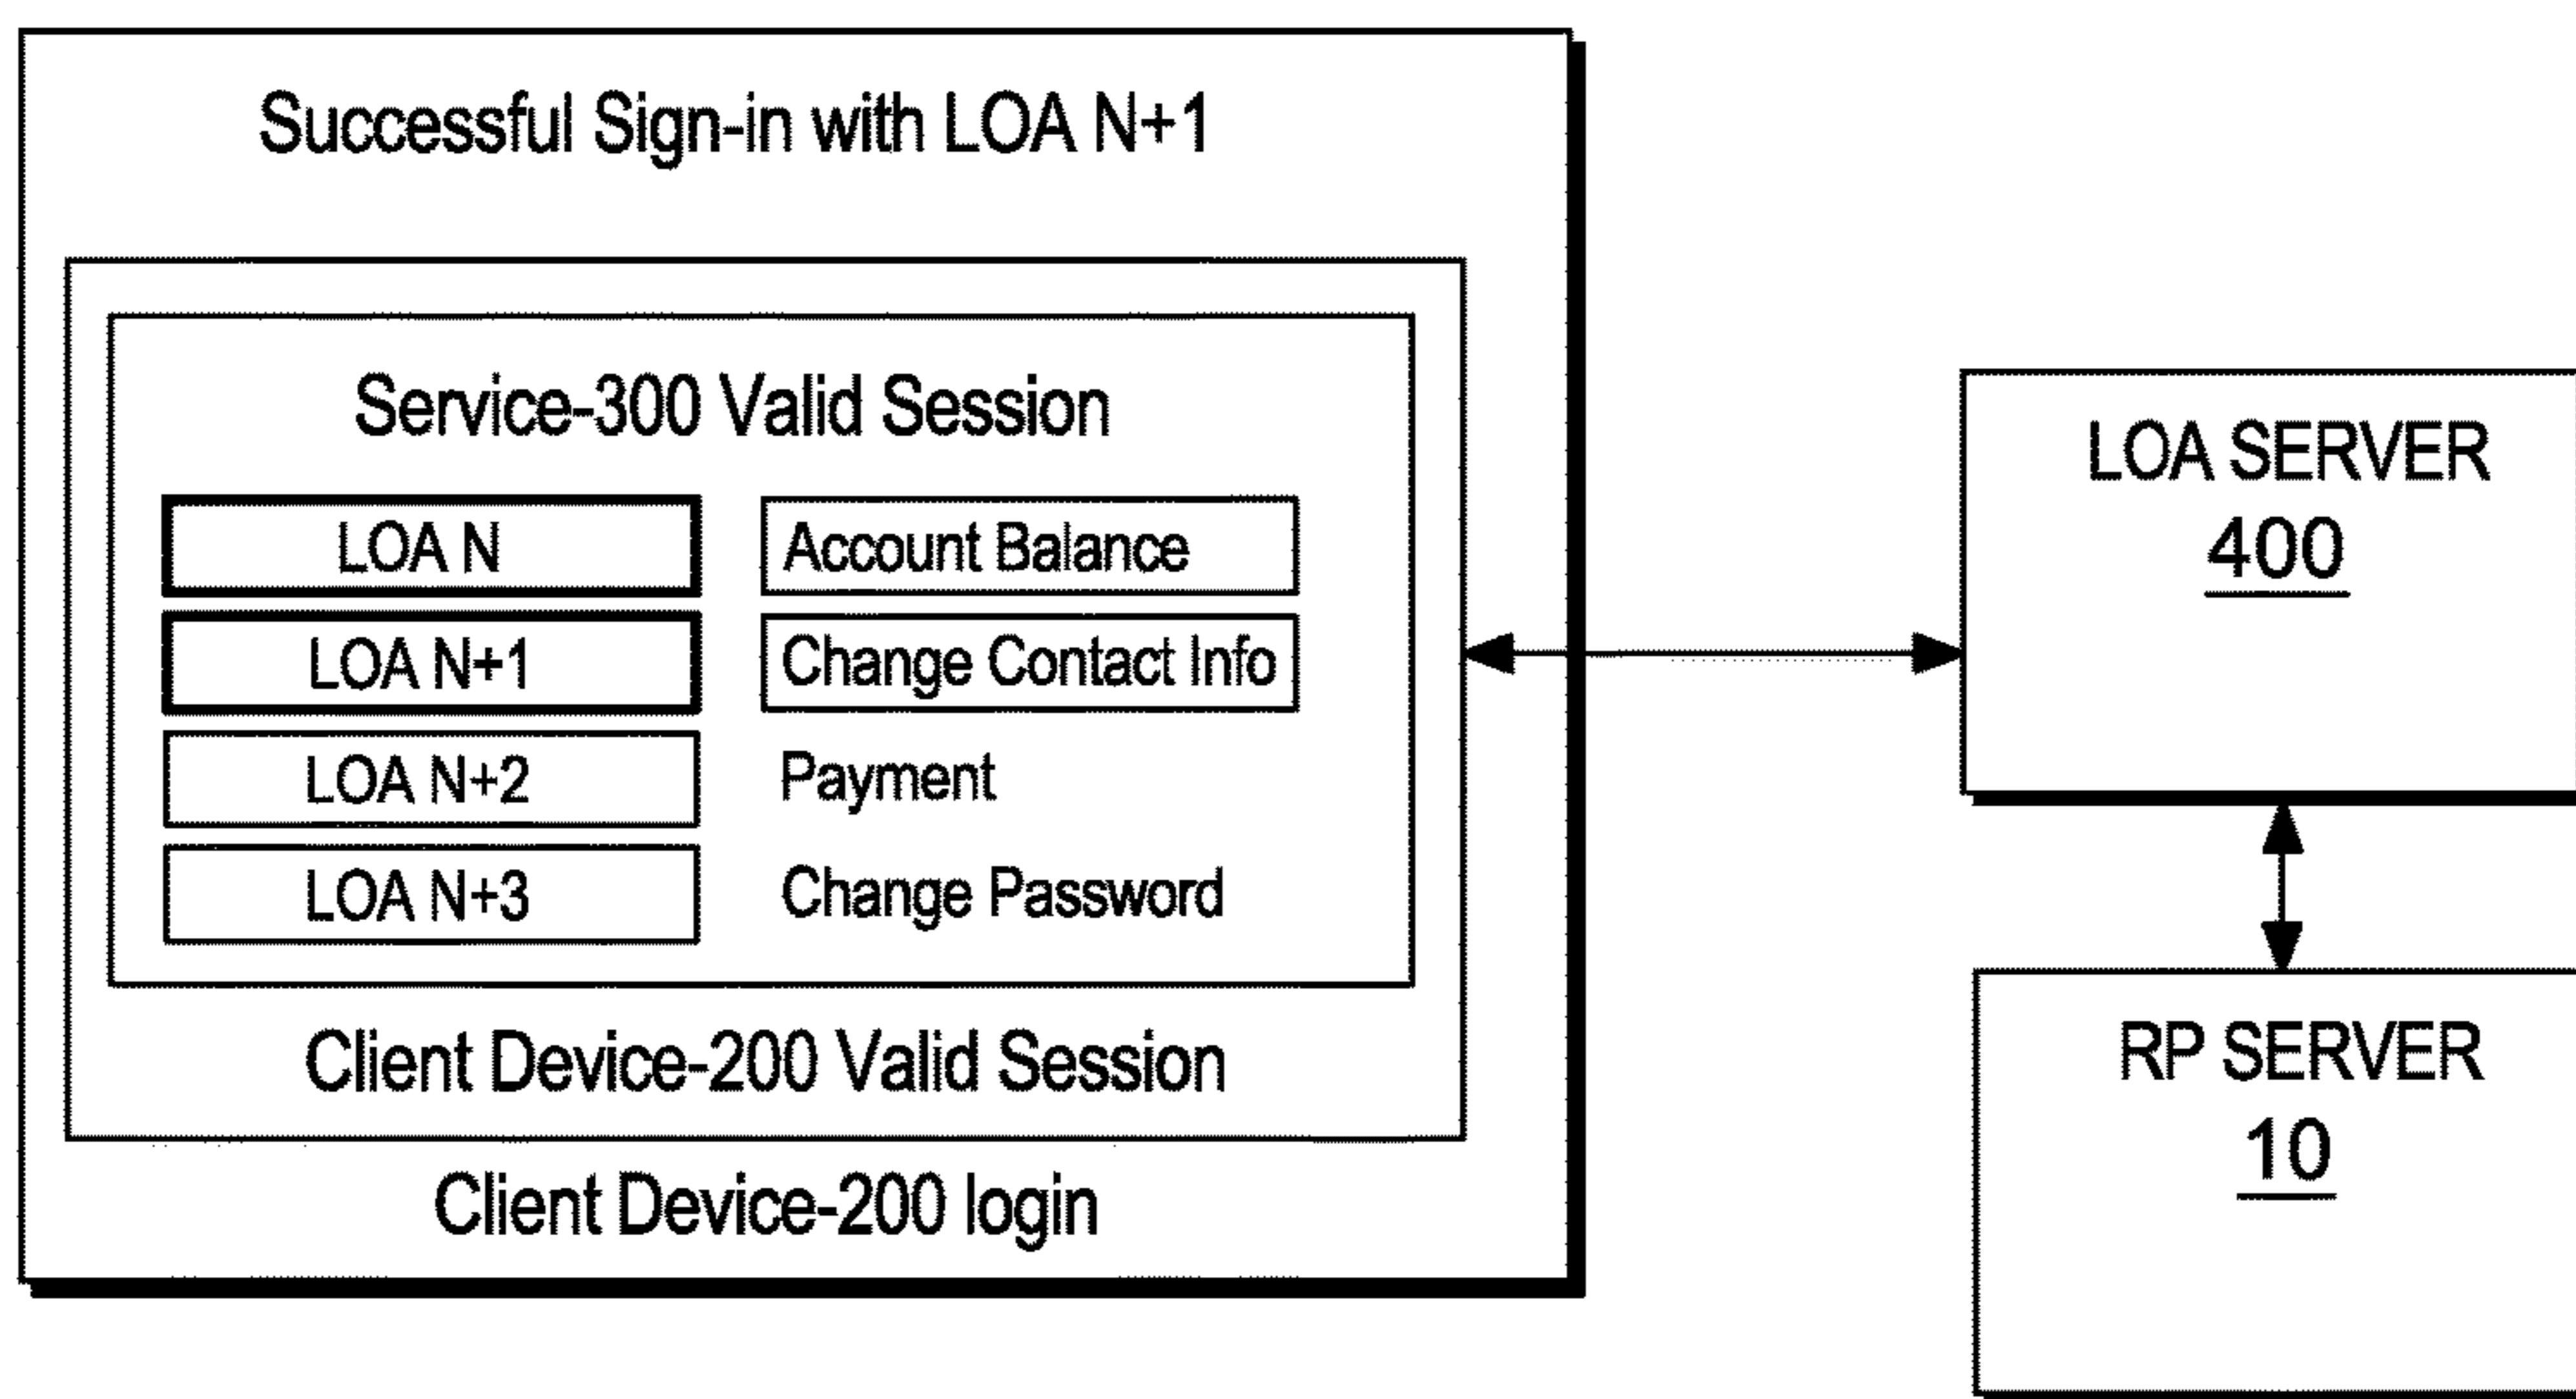 Successful Sign-in with LOA N+1
Service-300 Valid Session
LOA N
Account Balance
LOA N+1
Change Contact Info
LOA N+2
Payment
LOA N+3
Change Password
Client Device-200 Valid Session
Client Device-200 login
LOA SERVER
400
RP SERVER
10